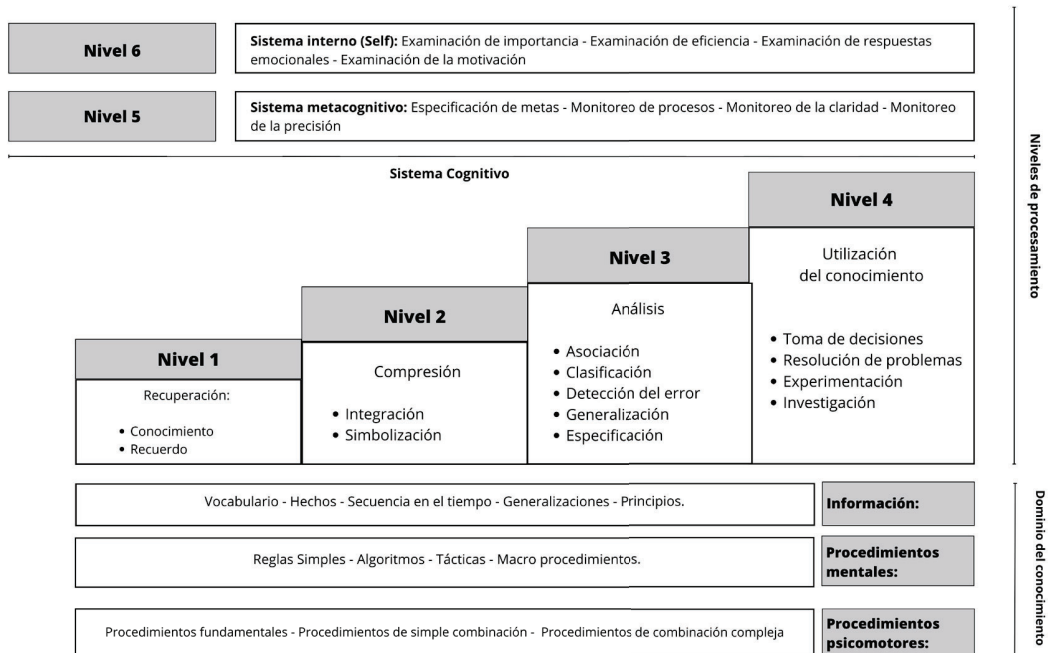 Nivel 6
Sistema interno (Self): Examinación de importancia - Examinación de eficiencia - Examinación de respuestas
emocionales - Examinación de la motivación
Nivel 5
Sistema metacognitivo: Especificación de metas - Monitoreo de procesos - Monitoreo de la claridad - Monitoreo
de la precisión
Sistema Cognitivo
Nivel 1
Recuperación:
• Conocimiento
• Recuerdo
Nivel 2
Compresión
• Integración
• Simbolización
Nivel 3
Análisis
• Asociación
• Clasificación
• Detección del error
• Generalización
• Especificación
Nivel 4
Utilización
del conocimiento
• Toma de decisiones
• Resolución de problemas
• Experimentación
• Investigación
Niveles de procesamiento
Vocabulario - Hechos - Secuencia en el tiempo - Generalizaciones - Principios.
Información:
Reglas Simples - Algoritmos - Tácticas - Macro procedimientos.
Procedimientos
mentales:
Procedimientos fundamentales - Procedimientos de simple combinación - Procedimientos de combinación compleja
Procedimientos
psicomotores:
Dominio del conocimiento